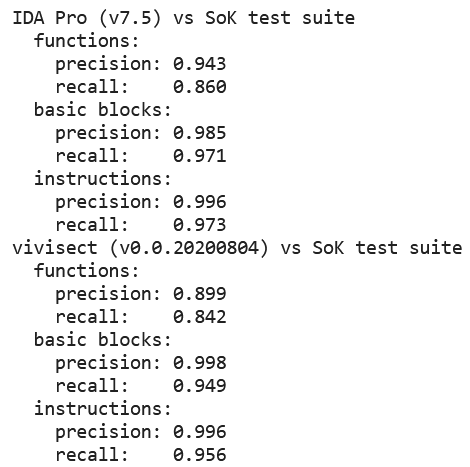 IDA Pro (v7.5) vs SoK test suite
  functions:
    precision: 0.943
    recall:    0.860
  basic blocks:
    precision: 0.985
    recall:    0.971
  instructions:
    precision: 0.996
    recall:    0.973
vivisect (v0.0.20200804) vs SoK test suite
  functions:
    precision: 0.899
    recall:    0.842
  basic blocks:
    precision: 0.998
    recall:    0.949
  instructions:
    precision: 0.996
    recall:    0.956